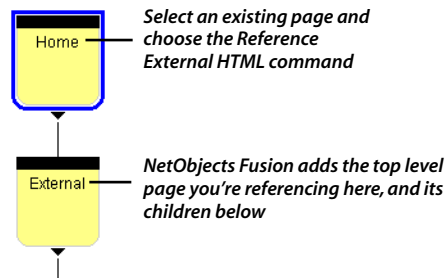 Home
Select an existing page and
choose the Reference
External HTML command
External
NetObjects Fusion adds the top level
page you’re referencing here, and its
children below